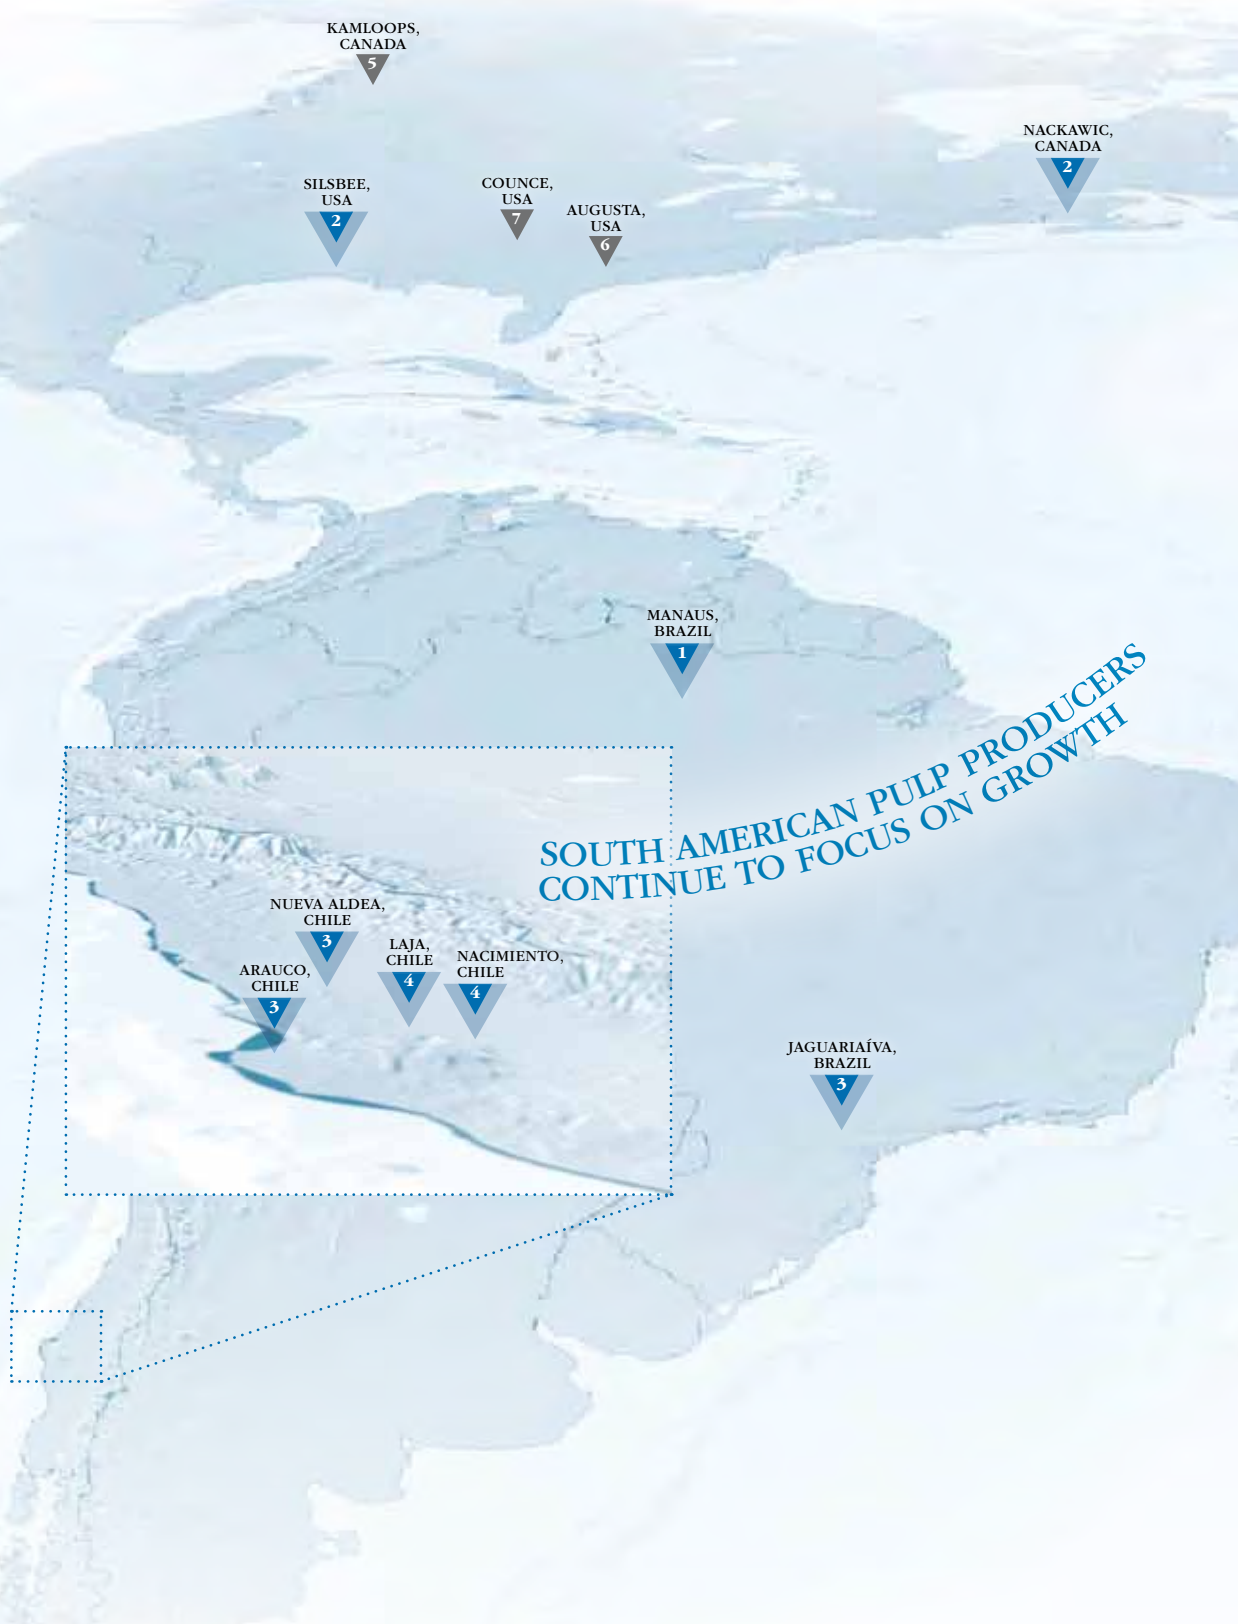 KAMLOOPS,
CANADA
5
NACKAWIC,
CANADA
2
SILSBEE,
USA
2
COUNCE,
USA
7
AUGUSTA,
USA
6
MANAUS,
BRAZIL
1
SOUTH AMERICAN PULP PRODUCERS
CONTINUE TO FOCUS ON GROWTH
NUEVA ALDEA,
CHILE
3
LAJA,
CHILE
4
NACIMIENTO,
CHILE
4
ARAUCO,
CHILE
3
JAGUARIAÍVA,
BRAZIL
3